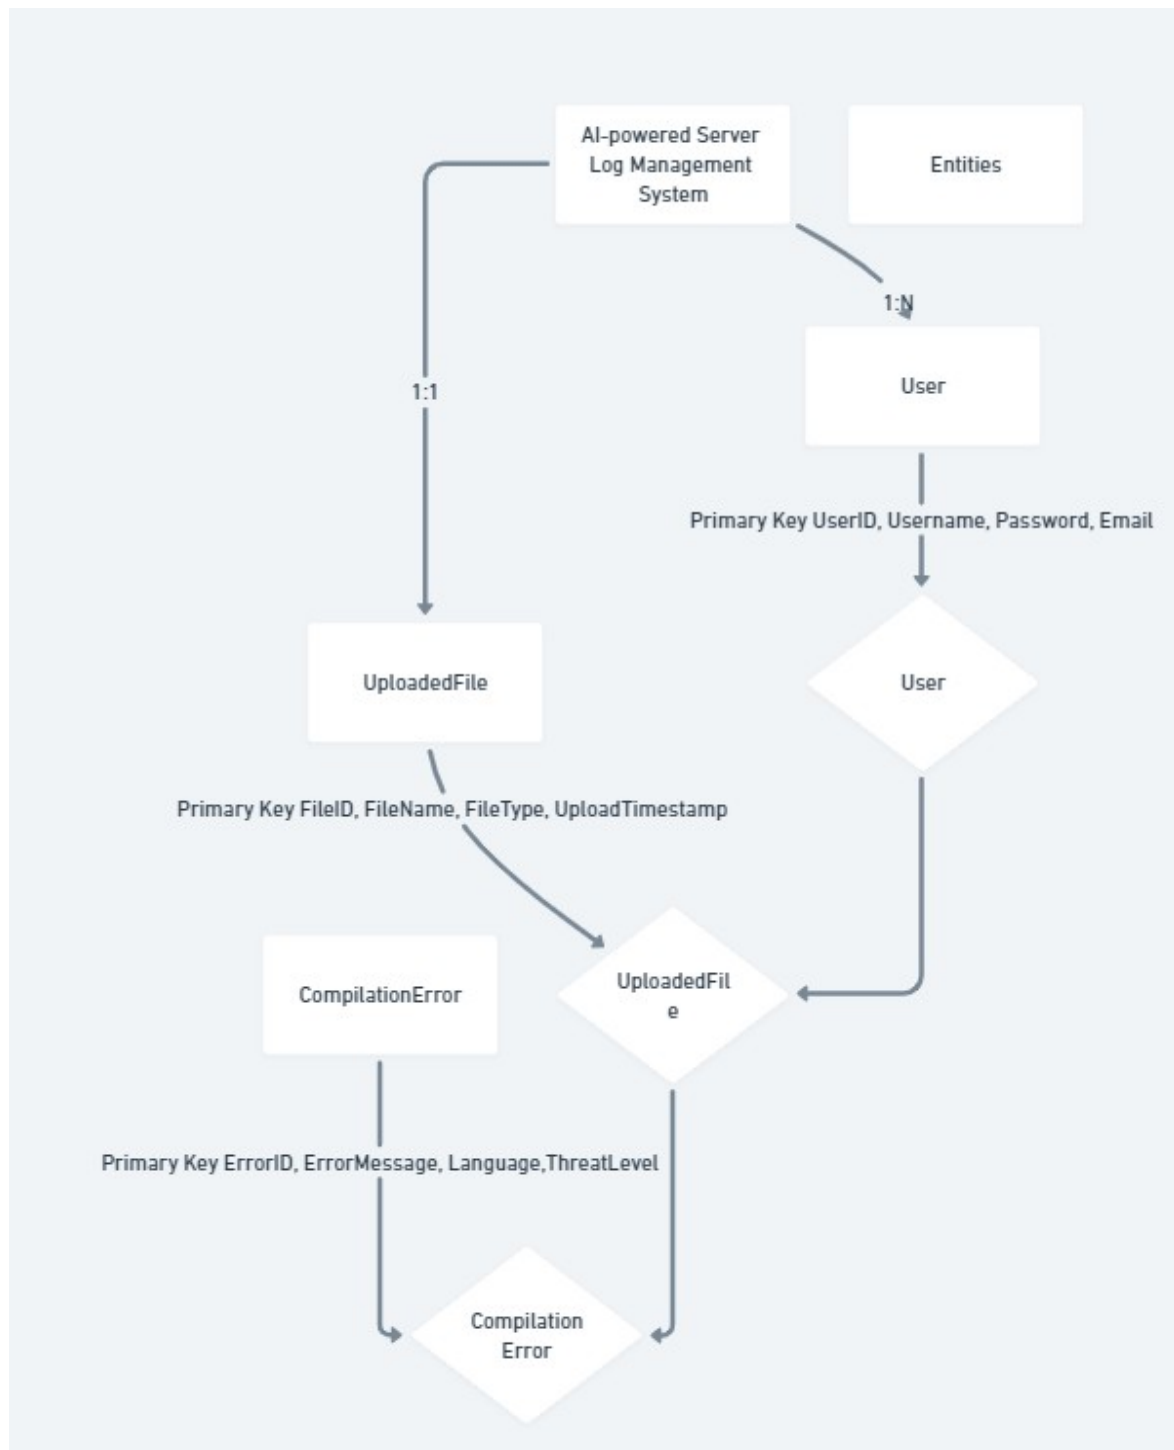 AI-powered Server
Log Management
System
Entities
1:N
User
1:1
Primary Key UserID, Username, Password, Email
UploadedFile
User
Primary Key FileID, FileName, FileType, UploadTimestamp
CompilationError
UploadedFil
e
Primary Key ErrorID, ErrorMessage, Language,ThreatLevel
Compilation
Error